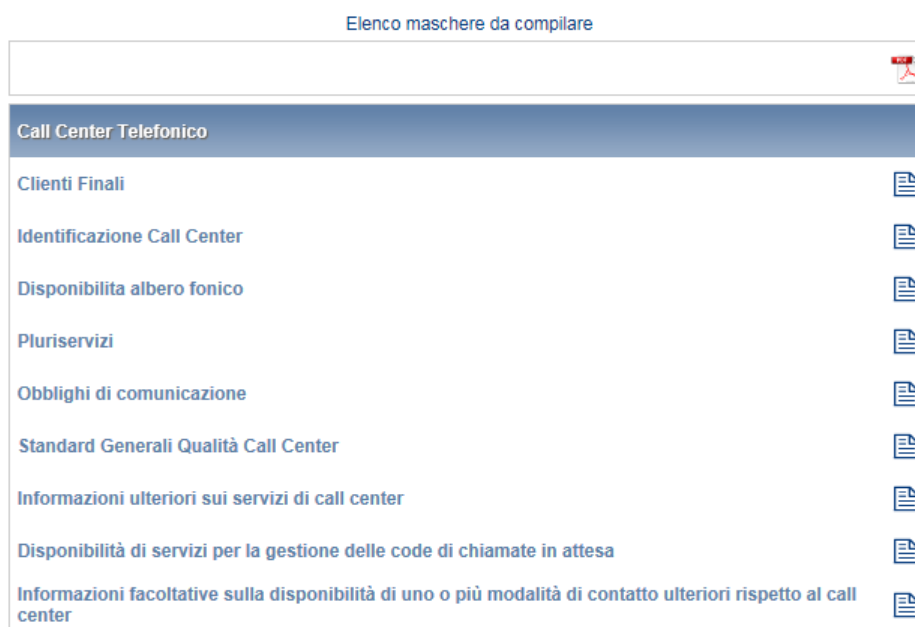 Elenco maschere da compilare
PDF
Call Center Telefonico
Clienti Finali
Identificazione Call Center
Disponibilita albero fonico
Pluriservizi
Obblighi di comunicazione
Standard Generali Qualità Call Center
Informazioni ulteriori sui servizi di call center
Disponibilità di servizi per la gestione delle code di chiamate in attesa
Informazioni facoltative sulla disponibilità di uno o più modalità di contatto ulteriori rispetto al call
center